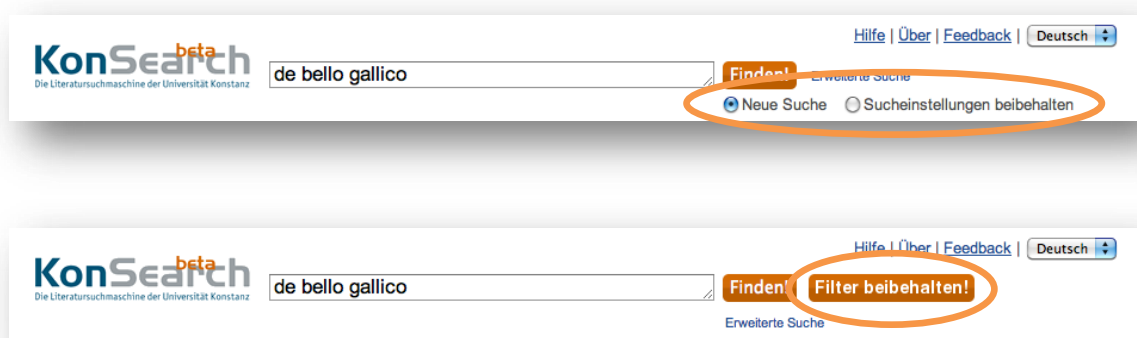 Hilfe | Über | Feedback | Deutsch
KonSearch beta
Die Literatursuchmaschine der Universität Konstanz
de bello gallico
Finden! Erweiterte Suche
Neue Suche Sucheinstellungen beibehalten
Hilfe | Über | Feedback | Deutsch
KonSearch beta
Die Literatursuchmaschine der Universität Konstanz
de bello gallico
Finden! Filter beibehalten!
Erweiterte Suche